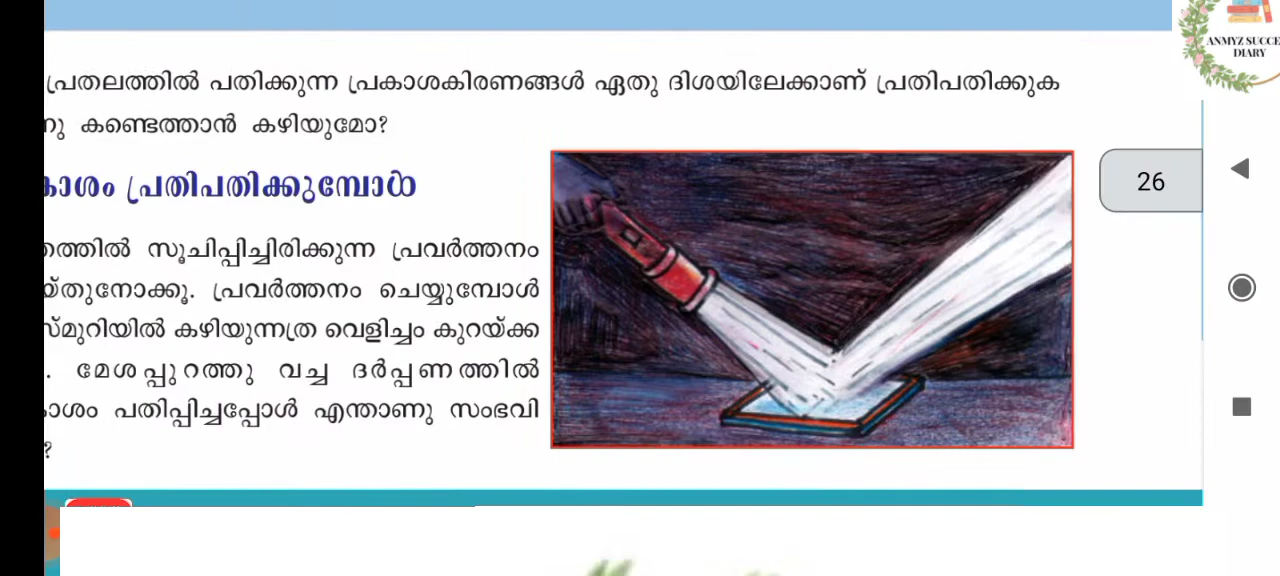 പ്രതലത്തിൽ പതിക്കുന്ന പ്രകാശകിരണങ്ങൾ ഏതു ദിശയിലേക്കാണ് പ്രതിപതിക്കുക
നു കണ്ടെത്താൻ കഴിയുമോ?
കാശം പ്രതിപതിക്കുമ്പോൾ
ത്തിൽ സൂചിപ്പിച്ചിരിക്കുന്ന പ്രവർത്തനം
യ്തുനോക്കൂ. പ്രവർത്തനം ചെയ്യുമ്പോൾ
സ്മുറിയിൽ കഴിയുന്നത്ര വെളിച്ചം കുറയ്ക്ക
. മേശപ്പുറത്തു വച്ച ദർപ്പണത്തിൽ
കാശം പതിപ്പിച്ചപ്പോൾ എന്താണു സംഭവി
?
26
ANMYZ SUCCE
DIARY